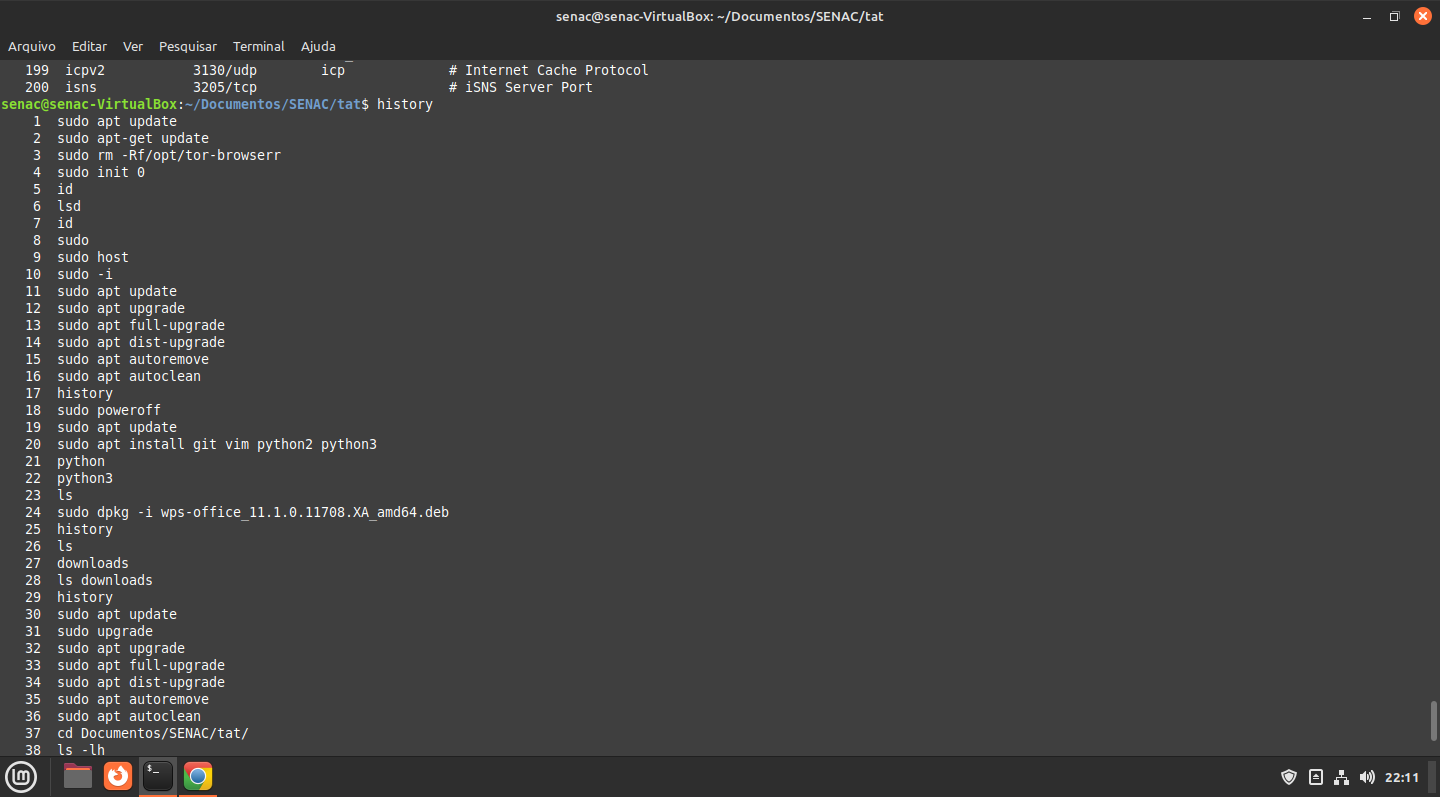 senac@senac-VirtualBox: ~/Documentos/SENAC/tat
Arquivo Editar Ver Pesquisar Terminal Ajuda
199 icpv2 3130/udp icp # Internet Cache Protocol
200 isns 3205/tcp # iSNS Server Port
senac@senac-VirtualBox:~/Documentos/SENAC/tat$ history
1 sudo apt update
2 sudo apt-get update
3 sudo rm -Rf/opt/tor-browserr
4 sudo init 0
5 id
6 lsd
7 id
8 sudo
9 sudo host
10 sudo -i
11 sudo apt update
12 sudo apt upgrade
13 sudo apt full-upgrade
14 sudo apt dist-upgrade
15 sudo apt autoremove
16 sudo apt autoclean
17 history
18 sudo poweroff
19 sudo apt update
20 sudo apt install git vim python2 python3
21 python
22 python3
23 ls
24 sudo dpkg -i wps-office_11.1.0.11708.XA_amd64.deb
25 history
26 ls
27 downloads
28 ls downloads
29 history
30 sudo apt update
31 sudo upgrade
32 sudo apt upgrade
33 sudo apt full-upgrade
34 sudo apt dist-upgrade
35 sudo apt autoremove
36 sudo apt autoclean
37 cd Documentos/SENAC/tat/
38 ls -lh
$_
22:11